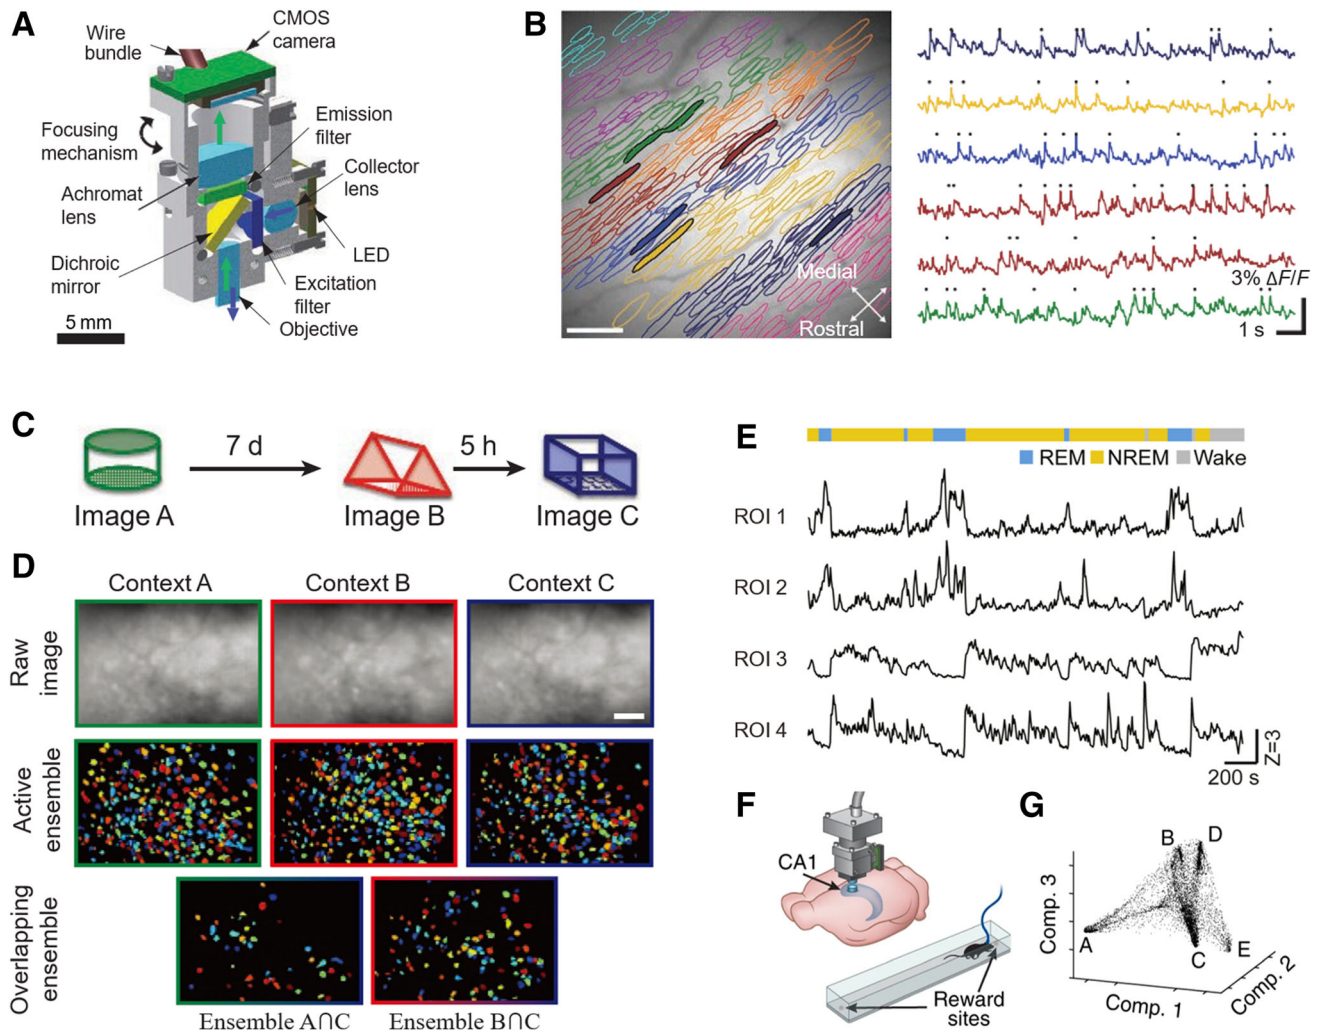 A
Wire
bundle
CMOS
camera
Focusing
mechanism
Emission
filter
Achromat
lens
Collector
lens
Dichroic
mirror
LED
Excitation
filter
Objective
5 mm
B
Medial
Rostral
3% ΔF/F
1 s
C
7 d
5 h
Image A
Image B
Image C
D
Context A
Context B
Context C
Raw
image
Active
ensemble
Overlapping
ensemble
Ensemble A∩C
Ensemble B∩C
E
REM
NREM
Wake
ROI 1
ROI 2
ROI 3
ROI 4
Z=3
200 s
F
CA1
Reward
sites
G
B
D
A
C
E
Comp. 3
Comp. 1
Comp. 2